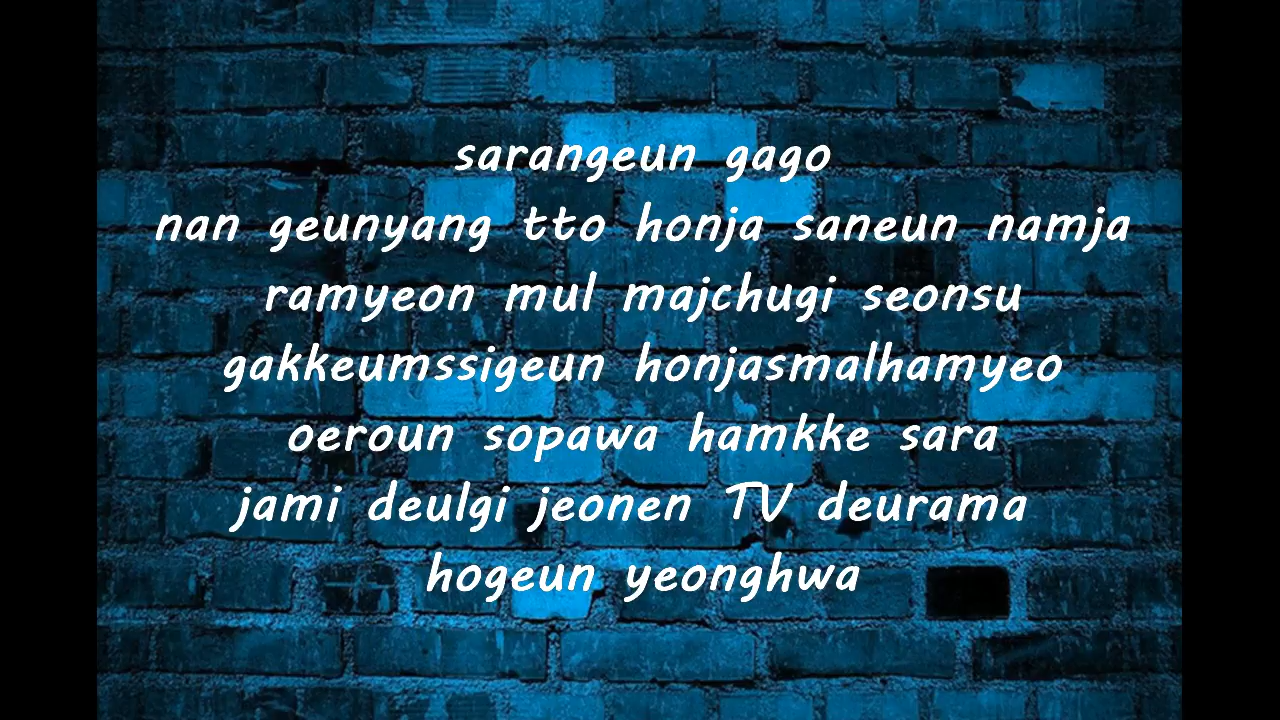 sarangeun gago
nan geunyang tto honja saneun namja
ramyeon mul majchugi seonsu
gakkeumssigeun honjasmalhamyeo
oeroun sopawa hamkke sara
jami deulgi jeonen TV deurama
hogeun yeonghwa